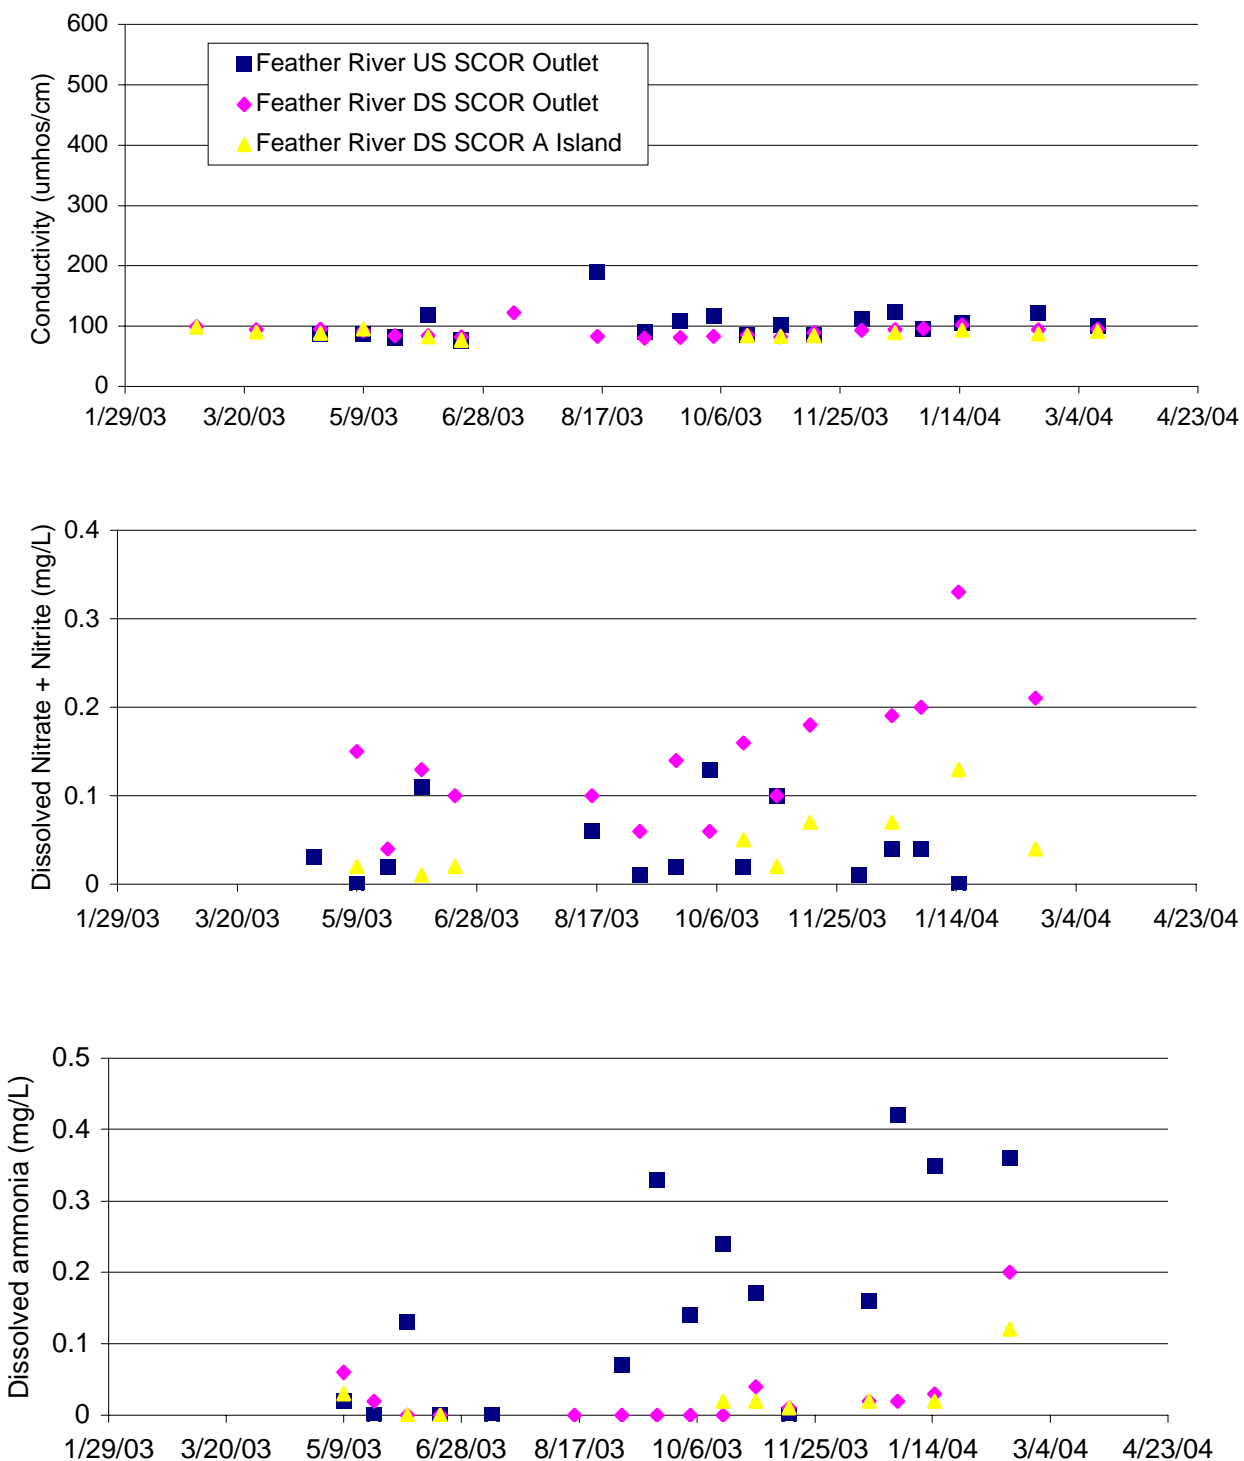 600
500
400
300
200
100
0
Conductivity (umhos/cm)
Feather River US SCOR Outlet
Feather River DS SCOR Outlet
Feather River DS SCOR A Island
1/29/03 3/20/03 5/9/03 6/28/03 8/17/03 10/6/03 11/25/03 1/14/04 3/4/04 4/23/04
0.4
0.3
0.2
0.1
0
Dissolved Nitrate + Nitrite (mg/L)
1/29/03 3/20/03 5/9/03 6/28/03 8/17/03 10/6/03 11/25/03 1/14/04 3/4/04 4/23/04
0.5
0.4
0.3
0.2
0.1
0
Dissolved ammonia (mg/L)
1/29/03 3/20/03 5/9/03 6/28/03 8/17/03 10/6/03 11/25/03 1/14/04 3/4/04 4/23/04